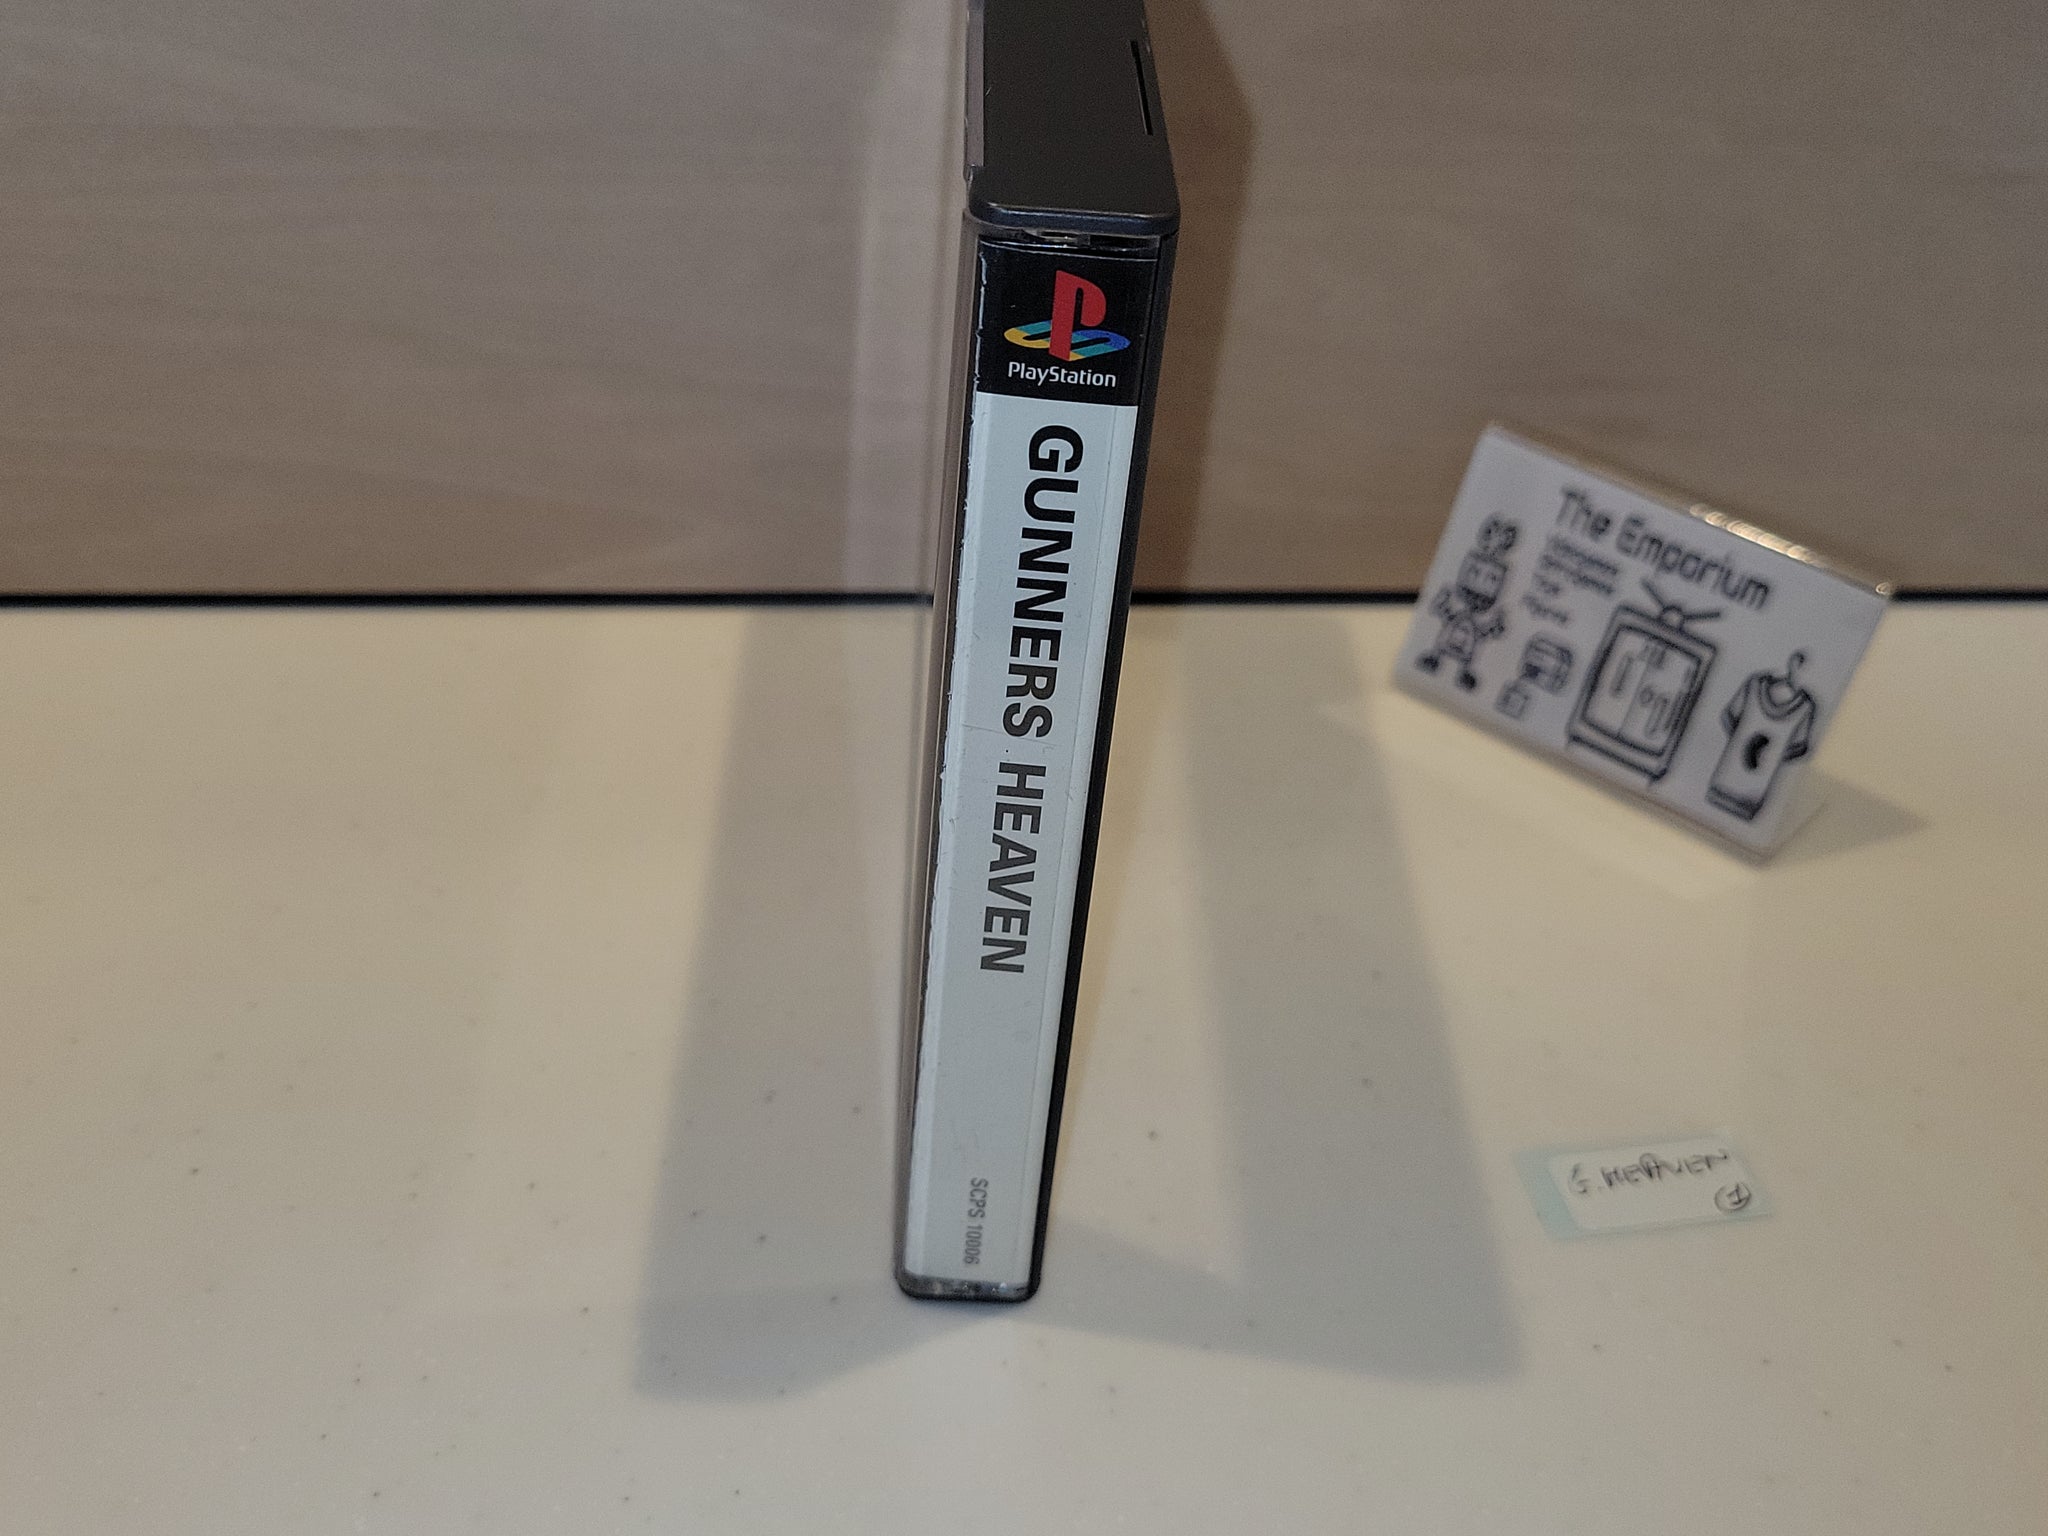 PlayStation
GUNNERS HEAVEN
SCPS 10006
The Emporium
G. HEAVEN